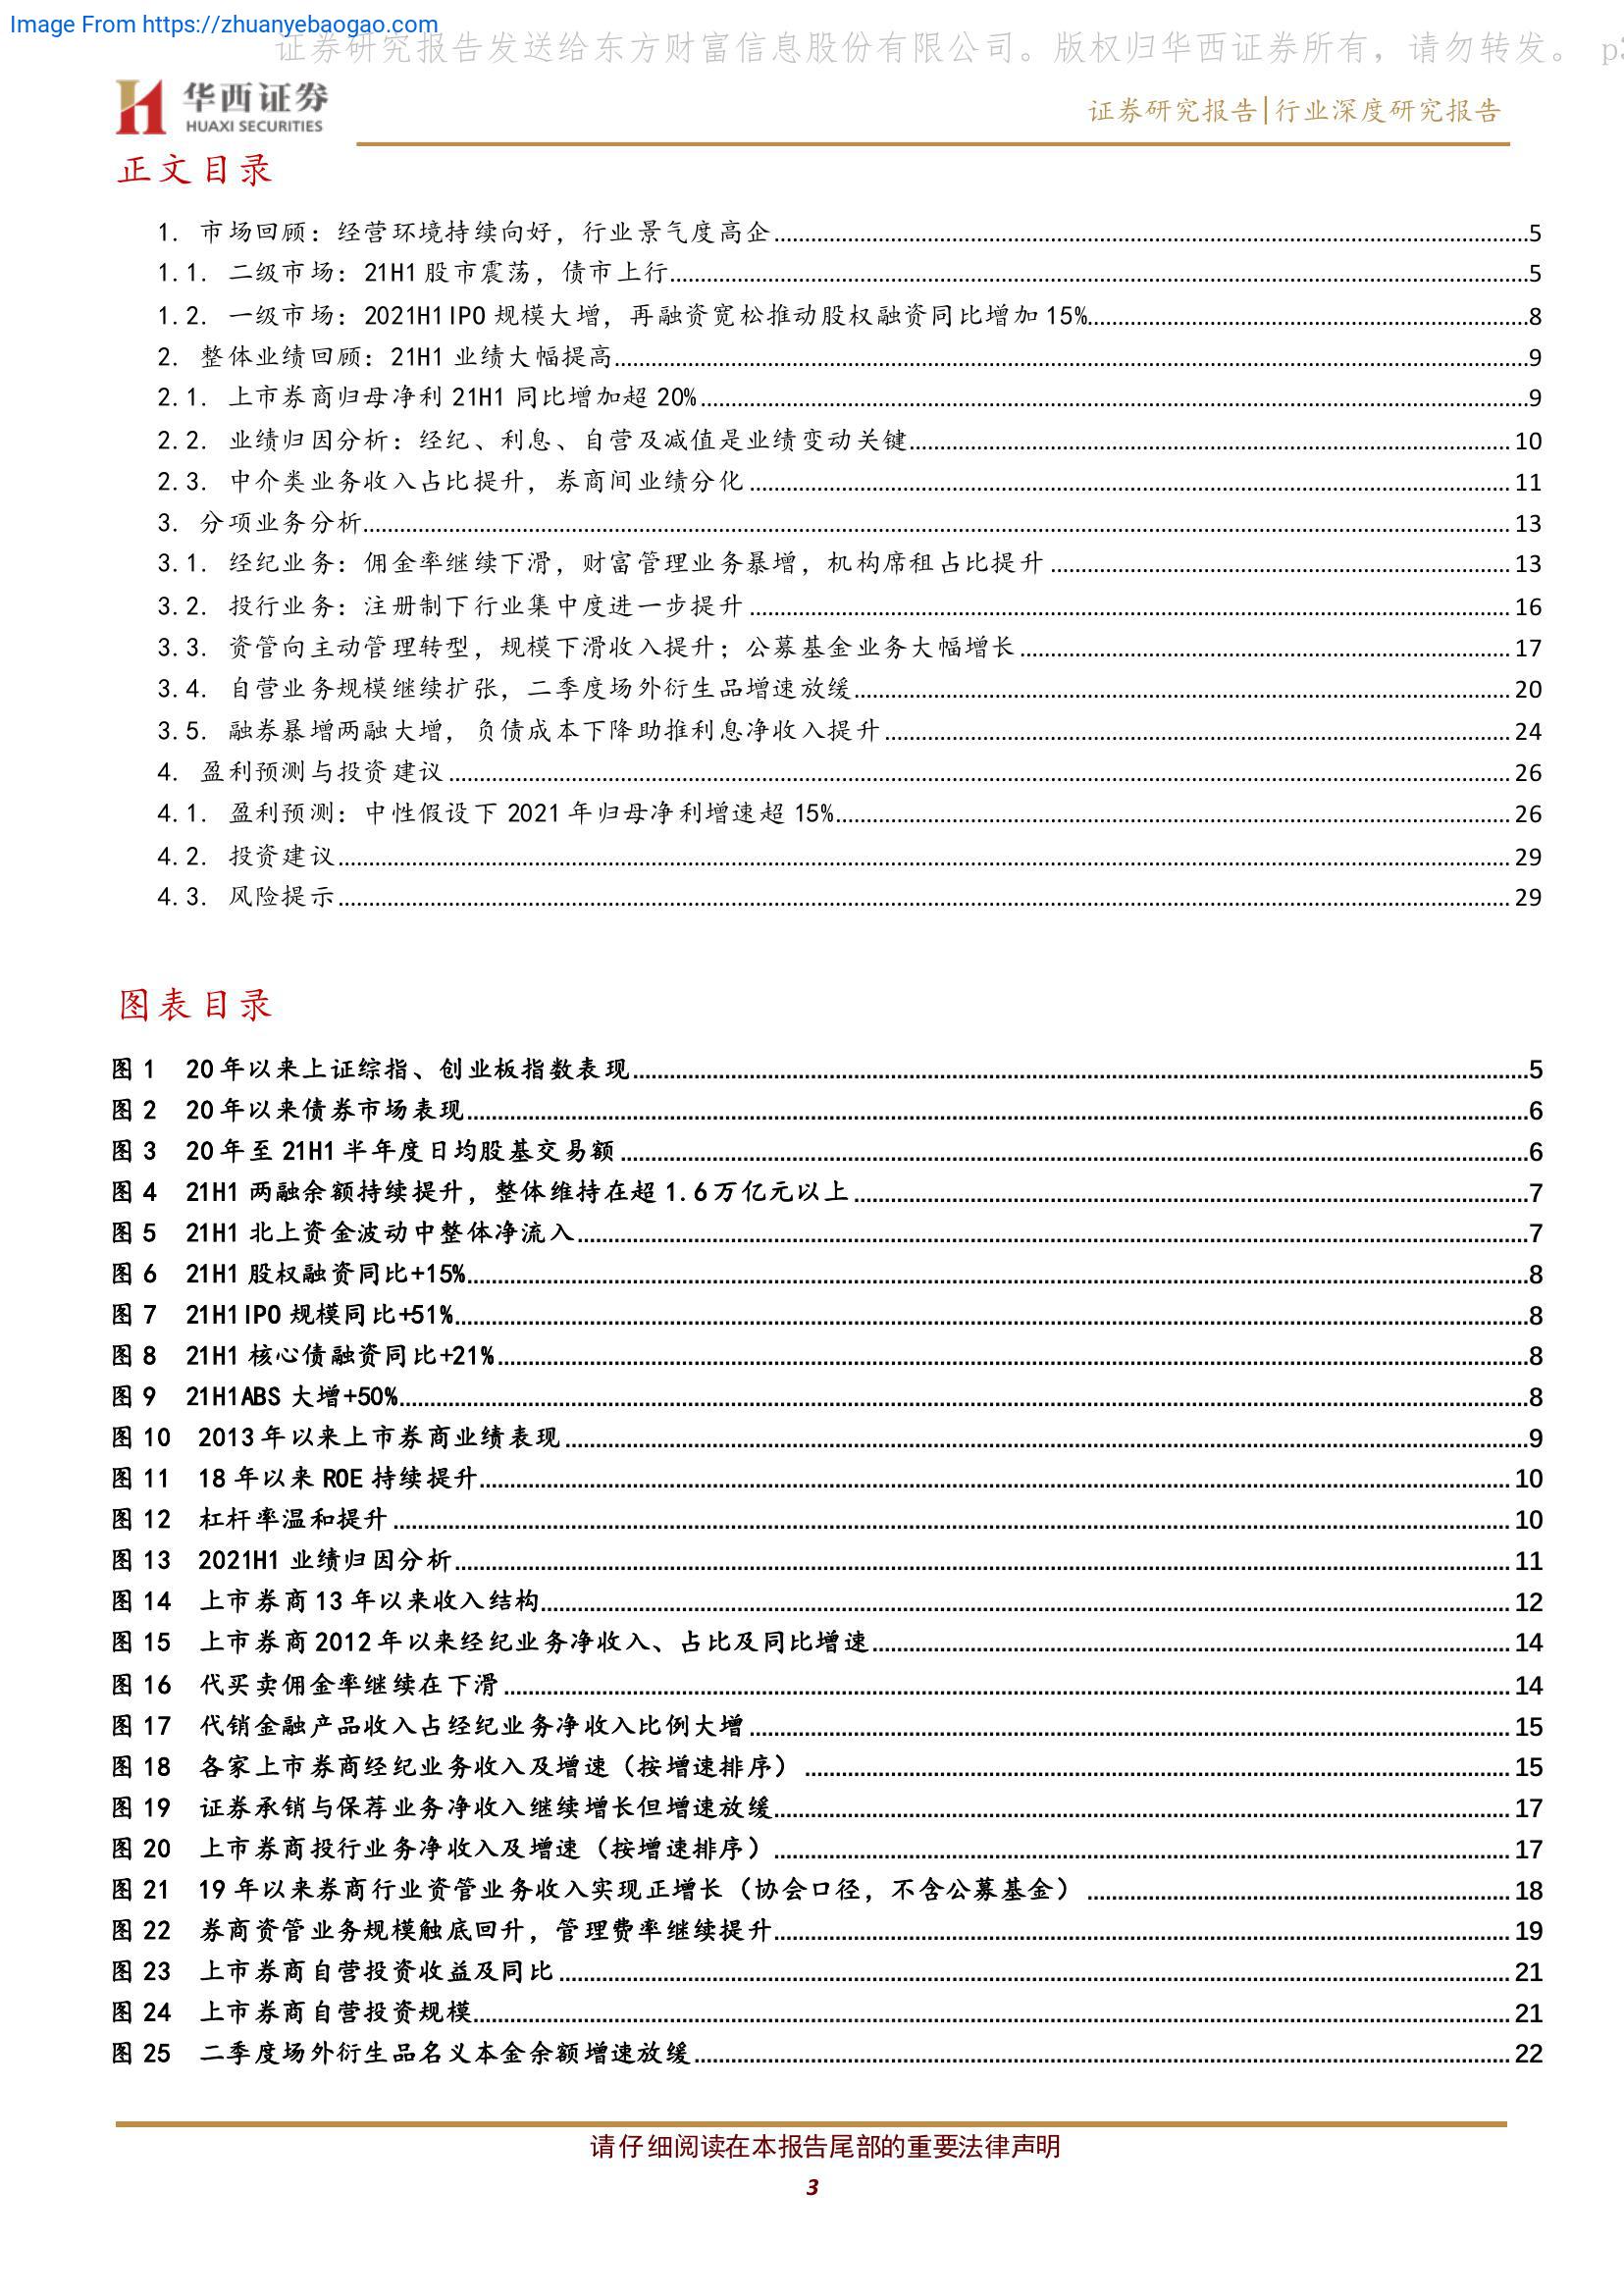 Image From https://zhuanyebaogao.com
证券研究报告发送给东方财富信息股份有限公司。版权归华西证券所有，请勿转发。 p3
华西证券
HUAXI SECURITIES
证券研究报告|行业深度研究报告
正文目录
1. 市场回顾：经营环境持续向好，行业景气度高企 5
1.1. 二级市场：21H1 股市震荡，债市上行 5
1.2. 一级市场：2021H1IPO 规模大增，再融资宽松推动股权融资同比增加 15% 8
2. 整体业绩回顾：21H1 业绩大幅提高 9
2.1. 上市券商归母净利 21H1 同比增加超 20% 9
2.2. 业绩归因分析：经纪、利息、自营及减值是业绩变动关键 10
2.3. 中介类业务收入占比提升，券商间业绩分化 11
3. 分项业务分析 13
3.1. 经纪业务：佣金率继续下滑，财富管理业务暴增，机构席租占比提升 13
3.2. 投行业务：注册制下行业集中度进一步提升 16
3.3. 资管向主动管理转型，规模下滑收入提升；公募基金业务大幅增长 17
3.4. 自营业务规模继续扩张，二季度场外衍生品增速放缓 20
3.5. 融券暴增两融大增，负债成本下降助推利息净收入提升 24
4. 盈利预测与投资建议 26
4.1. 盈利预测：中性假设下 2021 年归母净利增速超 15% 26
4.2. 投资建议 29
4.3. 风险提示 29
图表目录
图 1 20 年以来上证综指、创业板指数表现 5
图 2 20 年以来债券市场表现 6
图 3 20 年至 21H1 半年度日均股基交易额 6
图 4 21H1 两融余额持续提升，整体维持在超 1.6 万亿元以上 7
图 5 21H1 北上资金波动中整体净流入 7
图 6 21H1 股权融资同比+15% 8
图 7 21H1IPO 规模同比+51% 8
图 8 21H1 核心债融资同比+21% 8
图 9 21H1ABS 大增+50% 8
图 10 2013 年以来上市券商业绩表现 9
图 11 18 年以来 ROE 持续提升 10
图 12 杠杆率温和提升 10
图 13 2021H1 业绩归因分析 11
图 14 上市券商 13 年以来收入结构 12
图 15 上市券商 2012 年以来经纪业务净收入、占比及同比增速 14
图 16 代买卖佣金率继续在下滑 14
图 17 代销金融产品收入占经纪业务净收入比例大增 15
图 18 各家上市券商经纪业务收入及增速（按增速排序） 15
图 19 证券承销与保荐业务净收入继续增长但增速放缓 17
图 20 上市券商投行业务净收入及增速（按增速排序） 17
图 21 19 年以来券商行业资管业务收入实现正增长（协会口径，不含公募基金） 18
图 22 券商资管业务规模触底回升，管理费率继续提升 19
图 23 上市券商自营投资收益及同比 21
图 24 上市券商自营投资规模 21
图 25 二季度场外衍生品名义本金余额增速放缓 22
请仔细阅读在本报告尾部的重要法律声明
3